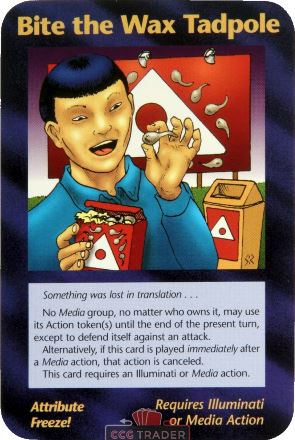 Bite the Wax Tadpole
Something was lost in translation . . .
No Media group, no matter who owns it, may use
its Action token(s) until the end of the present turn,
except to defend itself against an attack.
Alternatively, if this card is played immediately after
a Media action, that action is canceled.
This card requires an Illuminati or Media action.
Attribute
Freeze!
Requires Illuminati
or Media Action
CCG TRADER